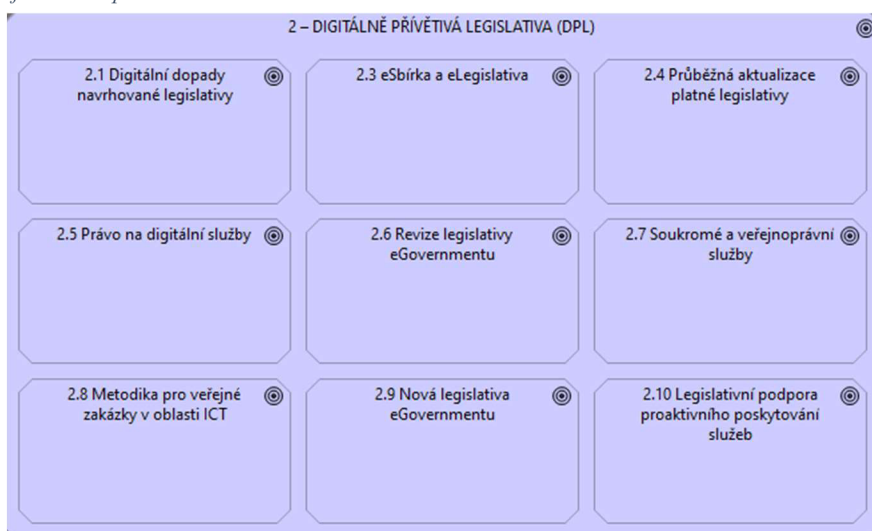 2 – DIGITÁLNĚ PŘÍVĚTIVÁ LEGISLATIVA (DPL)
2.1 Digitální dopady
navrhované legislativy
2.3 eSbírka a eLegislativa
2.4 Průběžná aktualizace
platné legislativy
2.5 Právo na digitální služby
2.6 Revize legislativy
eGovernmentu
2.7 Soukromé a veřejnoprávní
služby
2.8 Metodika pro veřejné
zakázky v oblasti ICT
2.9 Nová legislativa
eGovernmentu
2.10 Legislativní podpora
proaktivního poskytování
služeb